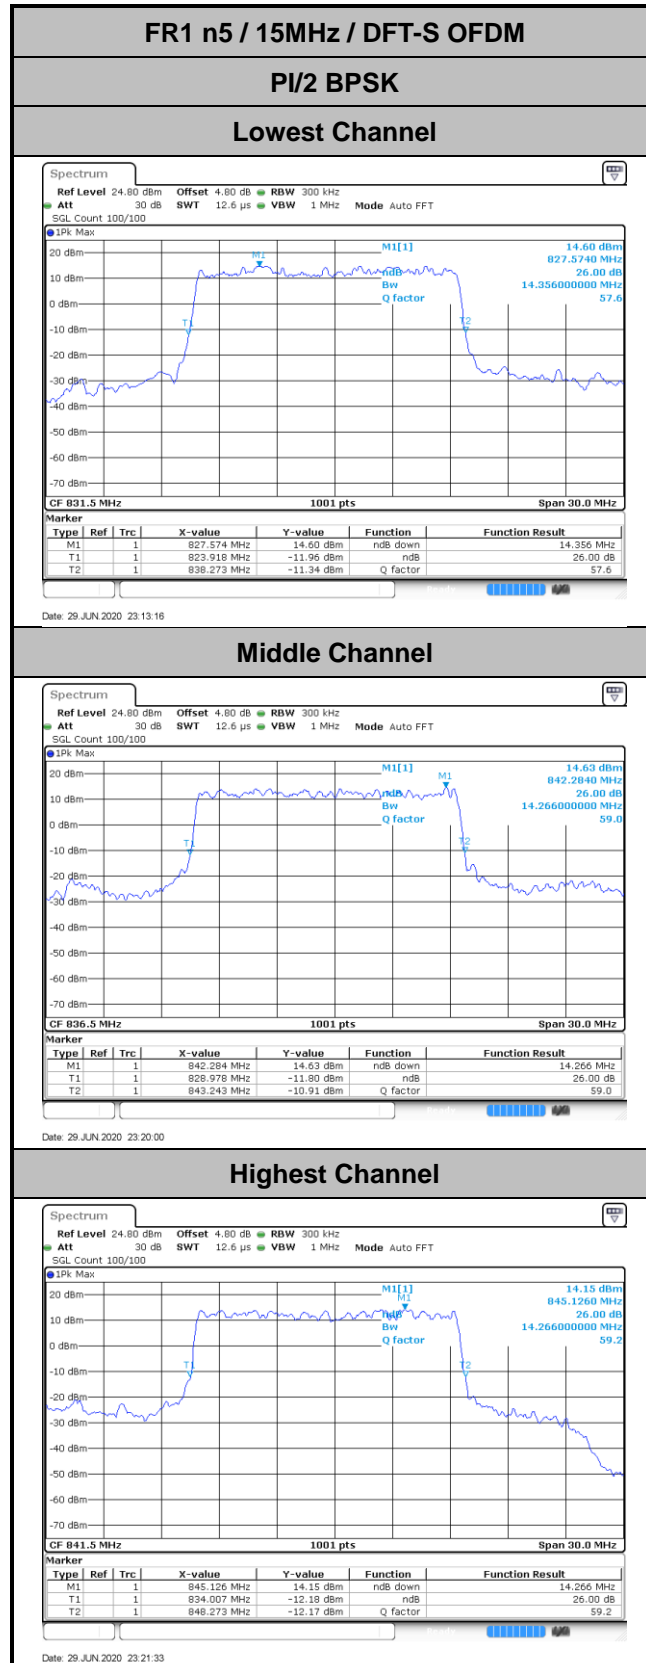 FR1 n5 / 15MHz / DFT-S OFDM
PI/2 BPSK
Lowest Channel
Spectrum
Ref Level 24.80 dBm Offset 4.80 dB RBW 300 kHz
Att 30 dB SWT 12.6 µs VBW 1 MHz Mode Auto FFT
SGL Count 100/100
1Pk Max
M1[1] 14.60 dBm
827.5740 MHz
ndB 26.00 dB
Bw 14.356000000 MHz
Q factor 57.6
M1
T1
T2
20 dBm
10 dBm
0 dBm
-10 dBm
-20 dBm
-30 dBm
-40 dBm
-50 dBm
-60 dBm
-70 dBm
CF 831.5 MHz 1001 pts Span 30.0 MHz
Marker
Type Ref Trc X-value Y-value Function Function Result
M1 1 827.574 MHz 14.60 dBm ndB down 14.356 MHz
T1 1 823.918 MHz -11.96 dBm ndB 26.00 dB
T2 1 838.273 MHz -11.34 dBm Q factor 57.6
Date: 29.JUN.2020 23:13:16
Middle Channel
Spectrum
Ref Level 24.80 dBm Offset 4.80 dB RBW 300 kHz
Att 30 dB SWT 12.6 µs VBW 1 MHz Mode Auto FFT
SGL Count 100/100
1Pk Max
M1[1] 14.63 dBm
842.2840 MHz
ndB 26.00 dB
Bw 14.266000000 MHz
Q factor 59.0
M1
T1
T2
20 dBm
10 dBm
0 dBm
-10 dBm
-20 dBm
-30 dBm
-40 dBm
-50 dBm
-60 dBm
-70 dBm
CF 836.5 MHz 1001 pts Span 30.0 MHz
Marker
Type Ref Trc X-value Y-value Function Function Result
M1 1 842.284 MHz 14.63 dBm ndB down 14.266 MHz
T1 1 828.978 MHz -11.80 dBm ndB 26.00 dB
T2 1 843.243 MHz -10.91 dBm Q factor 59.0
Date: 29.JUN.2020 23:20:00
Highest Channel
Spectrum
Ref Level 24.80 dBm Offset 4.80 dB RBW 300 kHz
Att 30 dB SWT 12.6 µs VBW 1 MHz Mode Auto FFT
SGL Count 100/100
1Pk Max
M1[1] 14.15 dBm
845.1260 MHz
ndB 26.00 dB
Bw 14.266000000 MHz
Q factor 59.2
M1
T1
T2
20 dBm
10 dBm
0 dBm
-10 dBm
-20 dBm
-30 dBm
-40 dBm
-50 dBm
-60 dBm
-70 dBm
CF 841.5 MHz 1001 pts Span 30.0 MHz
Marker
Type Ref Trc X-value Y-value Function Function Result
M1 1 845.126 MHz 14.15 dBm ndB down 14.266 MHz
T1 1 834.007 MHz -12.18 dBm ndB 26.00 dB
T2 1 848.273 MHz -12.17 dBm Q factor 59.2
Date: 29.JUN.2020 23:21:33